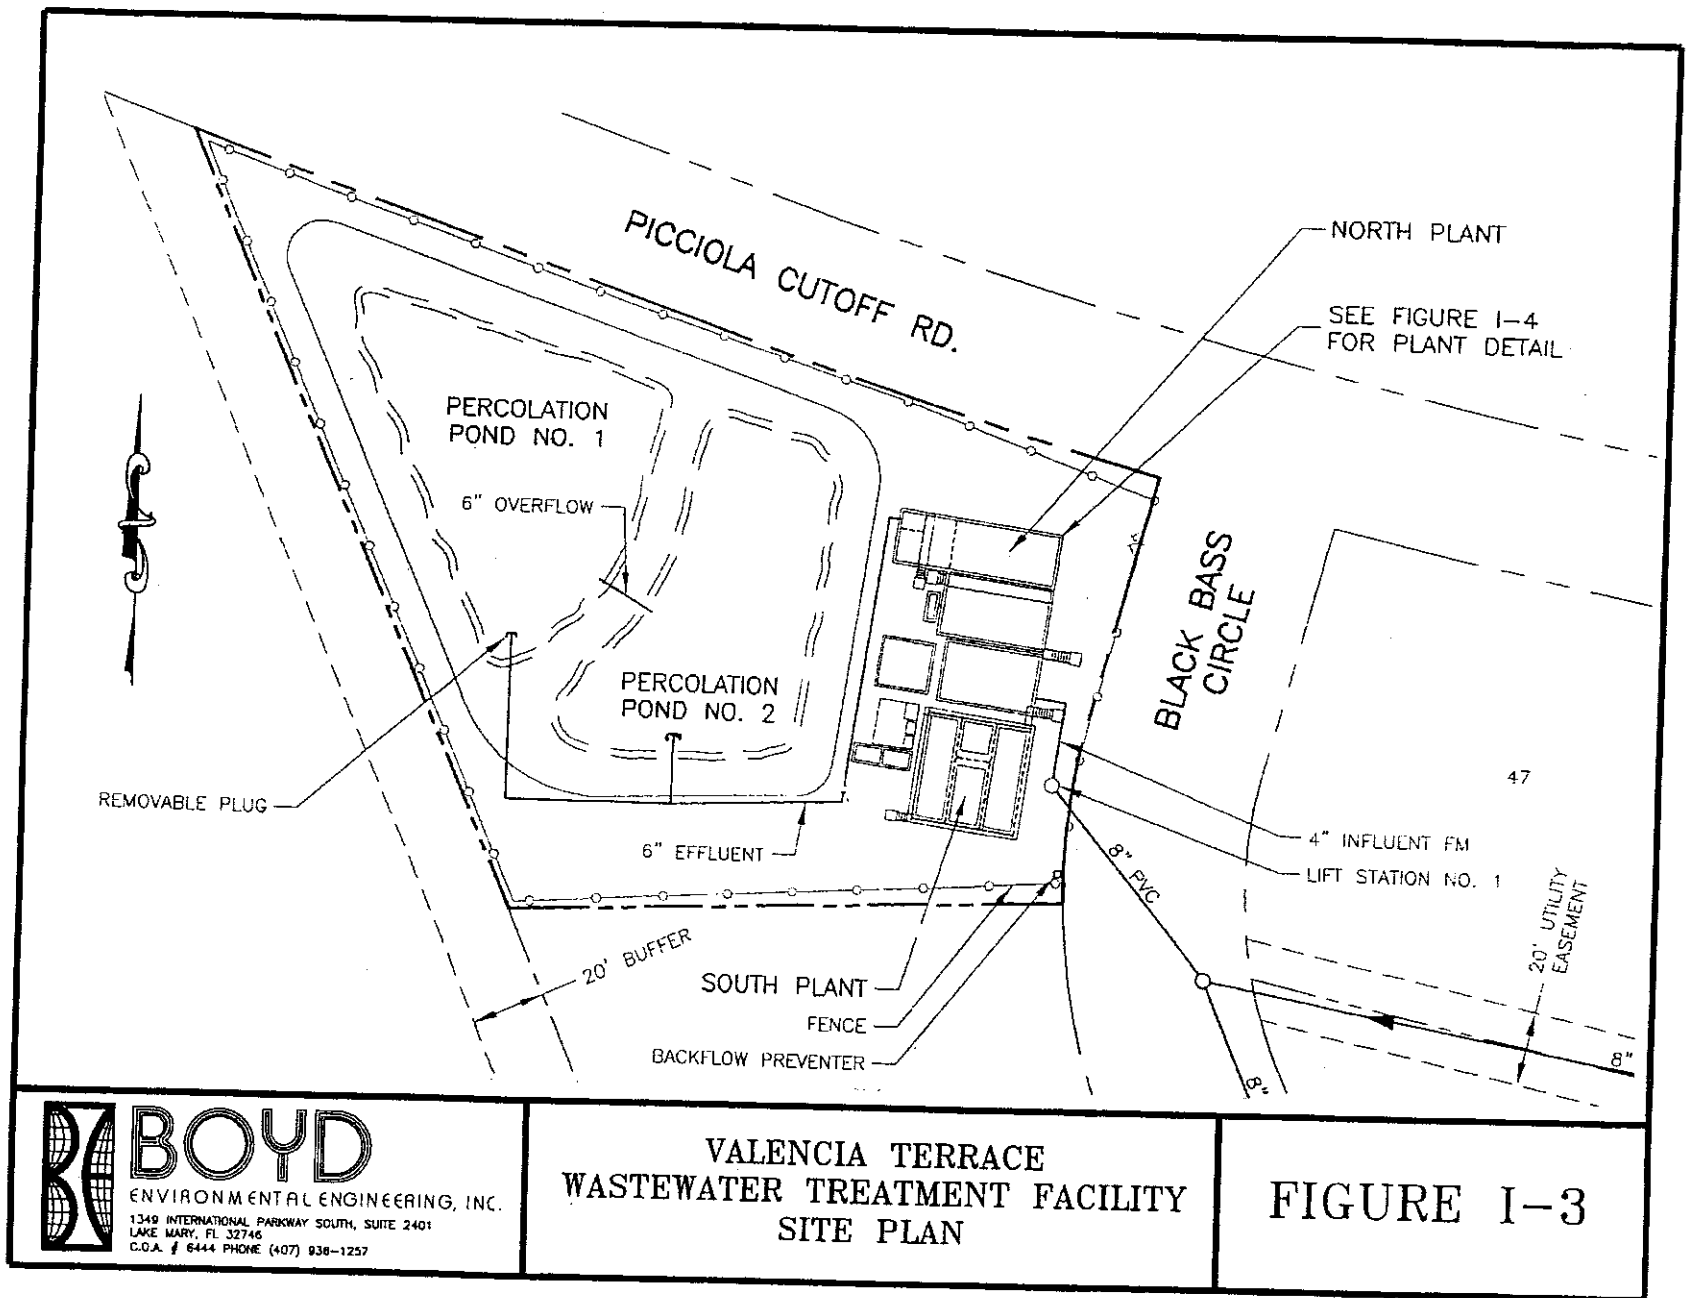 PICCIOLA CUTOFF RD.
NORTH PLANT
SEE FIGURE I-4
FOR PLANT DETAIL
PERCOLATION
POND NO. 1
6" OVERFLOW
BLACK BASS
CIRCLE
PERCOLATION
POND NO. 2
47
REMOVABLE PLUG
6" EFFLUENT
8" PVC
4" INFLUENT FM
LIFT STATION NO. 1
20' UTILITY
EASEMENT
20' BUFFER
SOUTH PLANT
FENCE
BACKFLOW PREVENTER
8"
8"
BOYD
ENVIRONMENTAL ENGINEERING, INC.
1349 INTERNATIONAL PARKWAY SOUTH, SUITE 2401
LAKE MARY, FL 32746
C.O.A. # 6444 PHONE (407) 936-1257
VALENCIA TERRACE
WASTEWATER TREATMENT FACILITY
SITE PLAN
FIGURE I-3